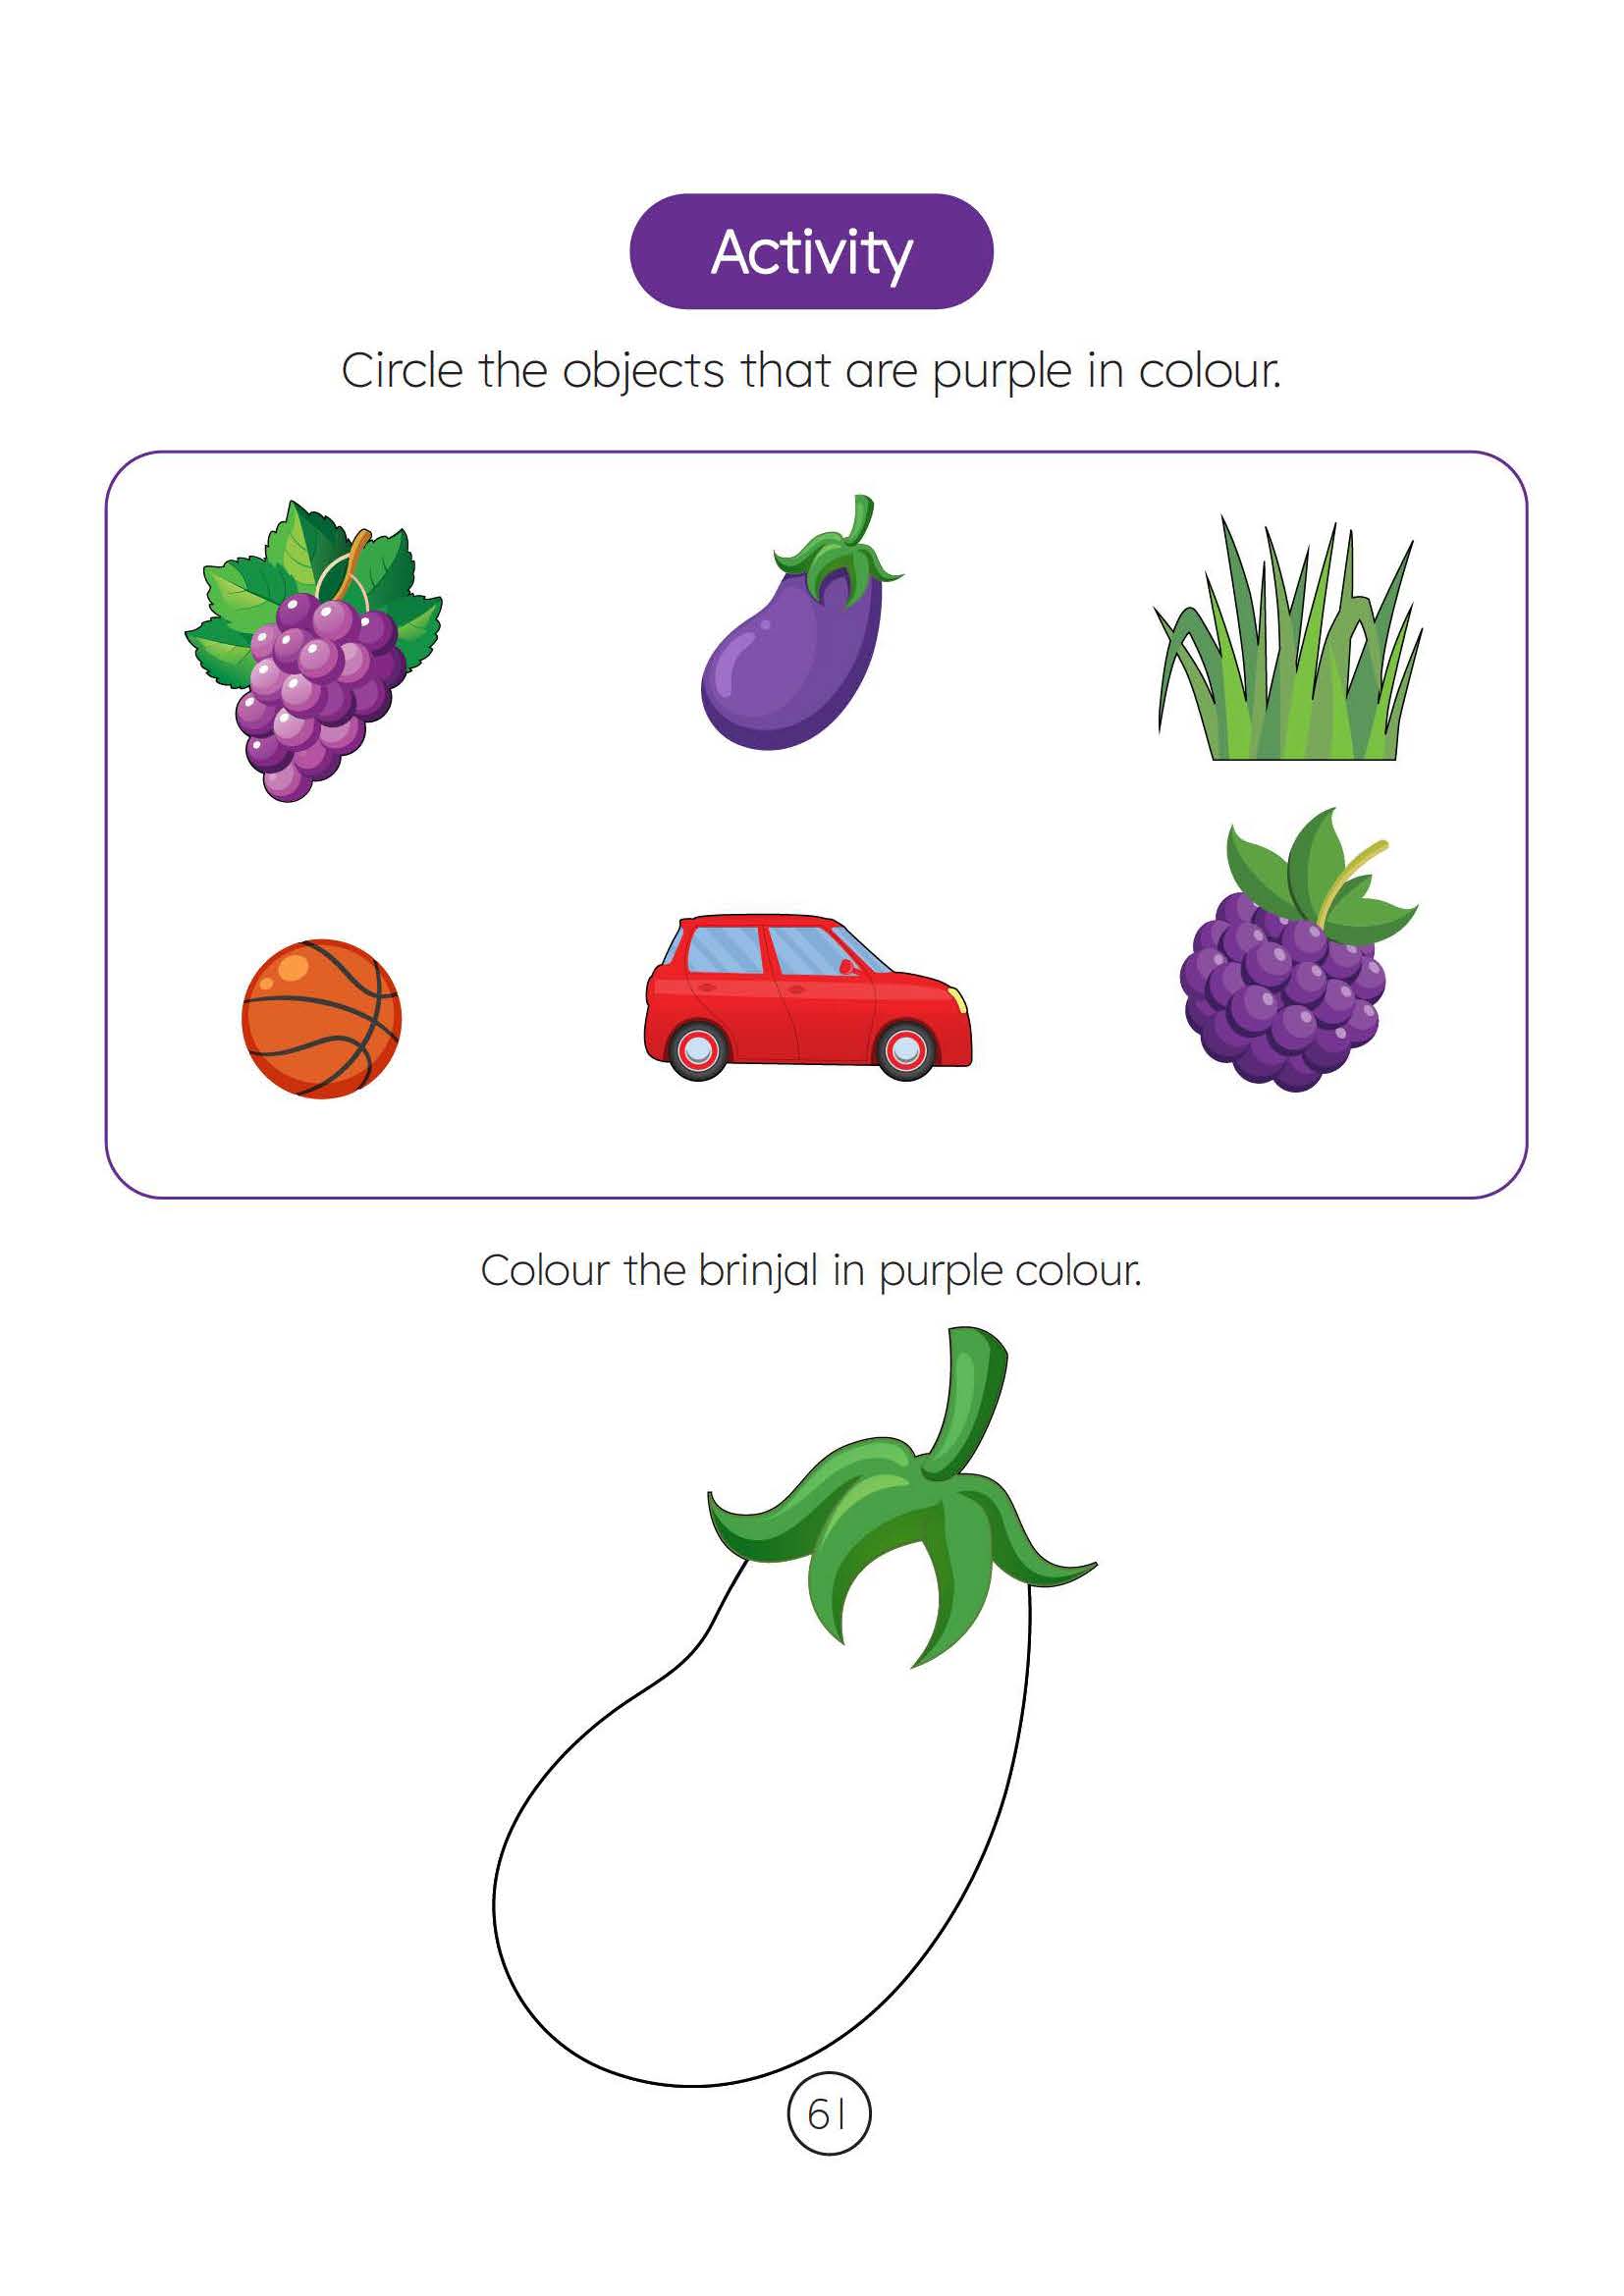 Activity
Circle the objects that are purple in colour.
Colour the brinjal in purple colour.
61